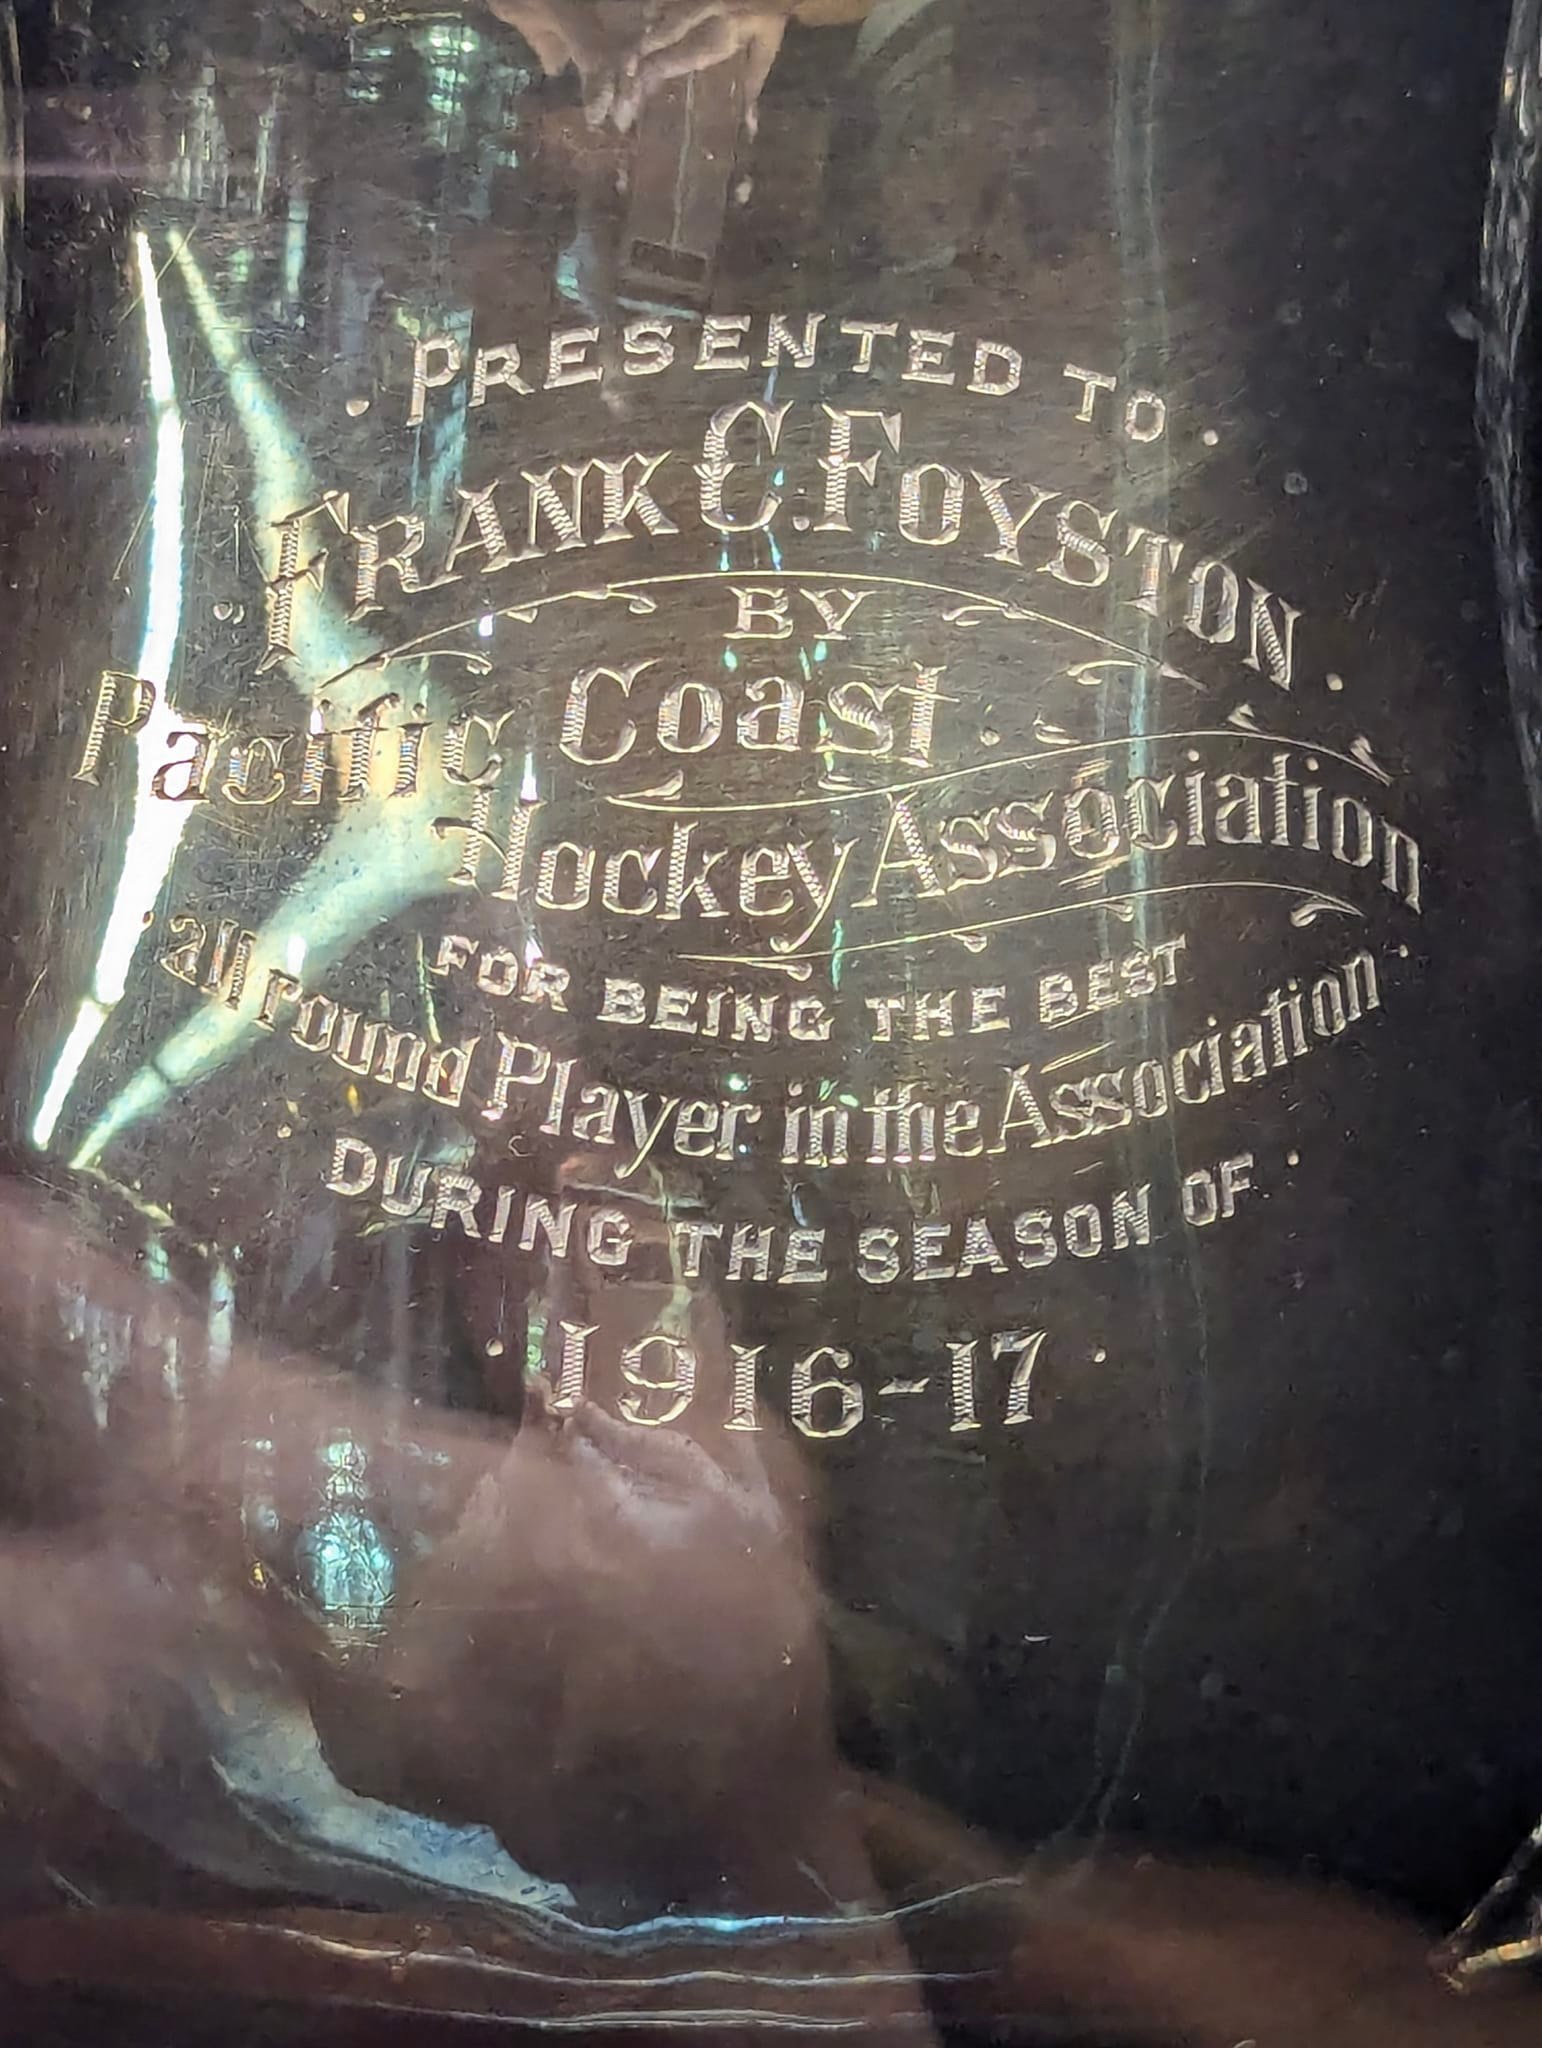 · PRESENTED TO ·
· FRANK C. FOYSTON ·
BY
Pacific Coast ·
Hockey Association
FOR BEING THE BEST
· all round Player in the Association ·
· DURING THE SEASON OF ·
· 1916-17 ·